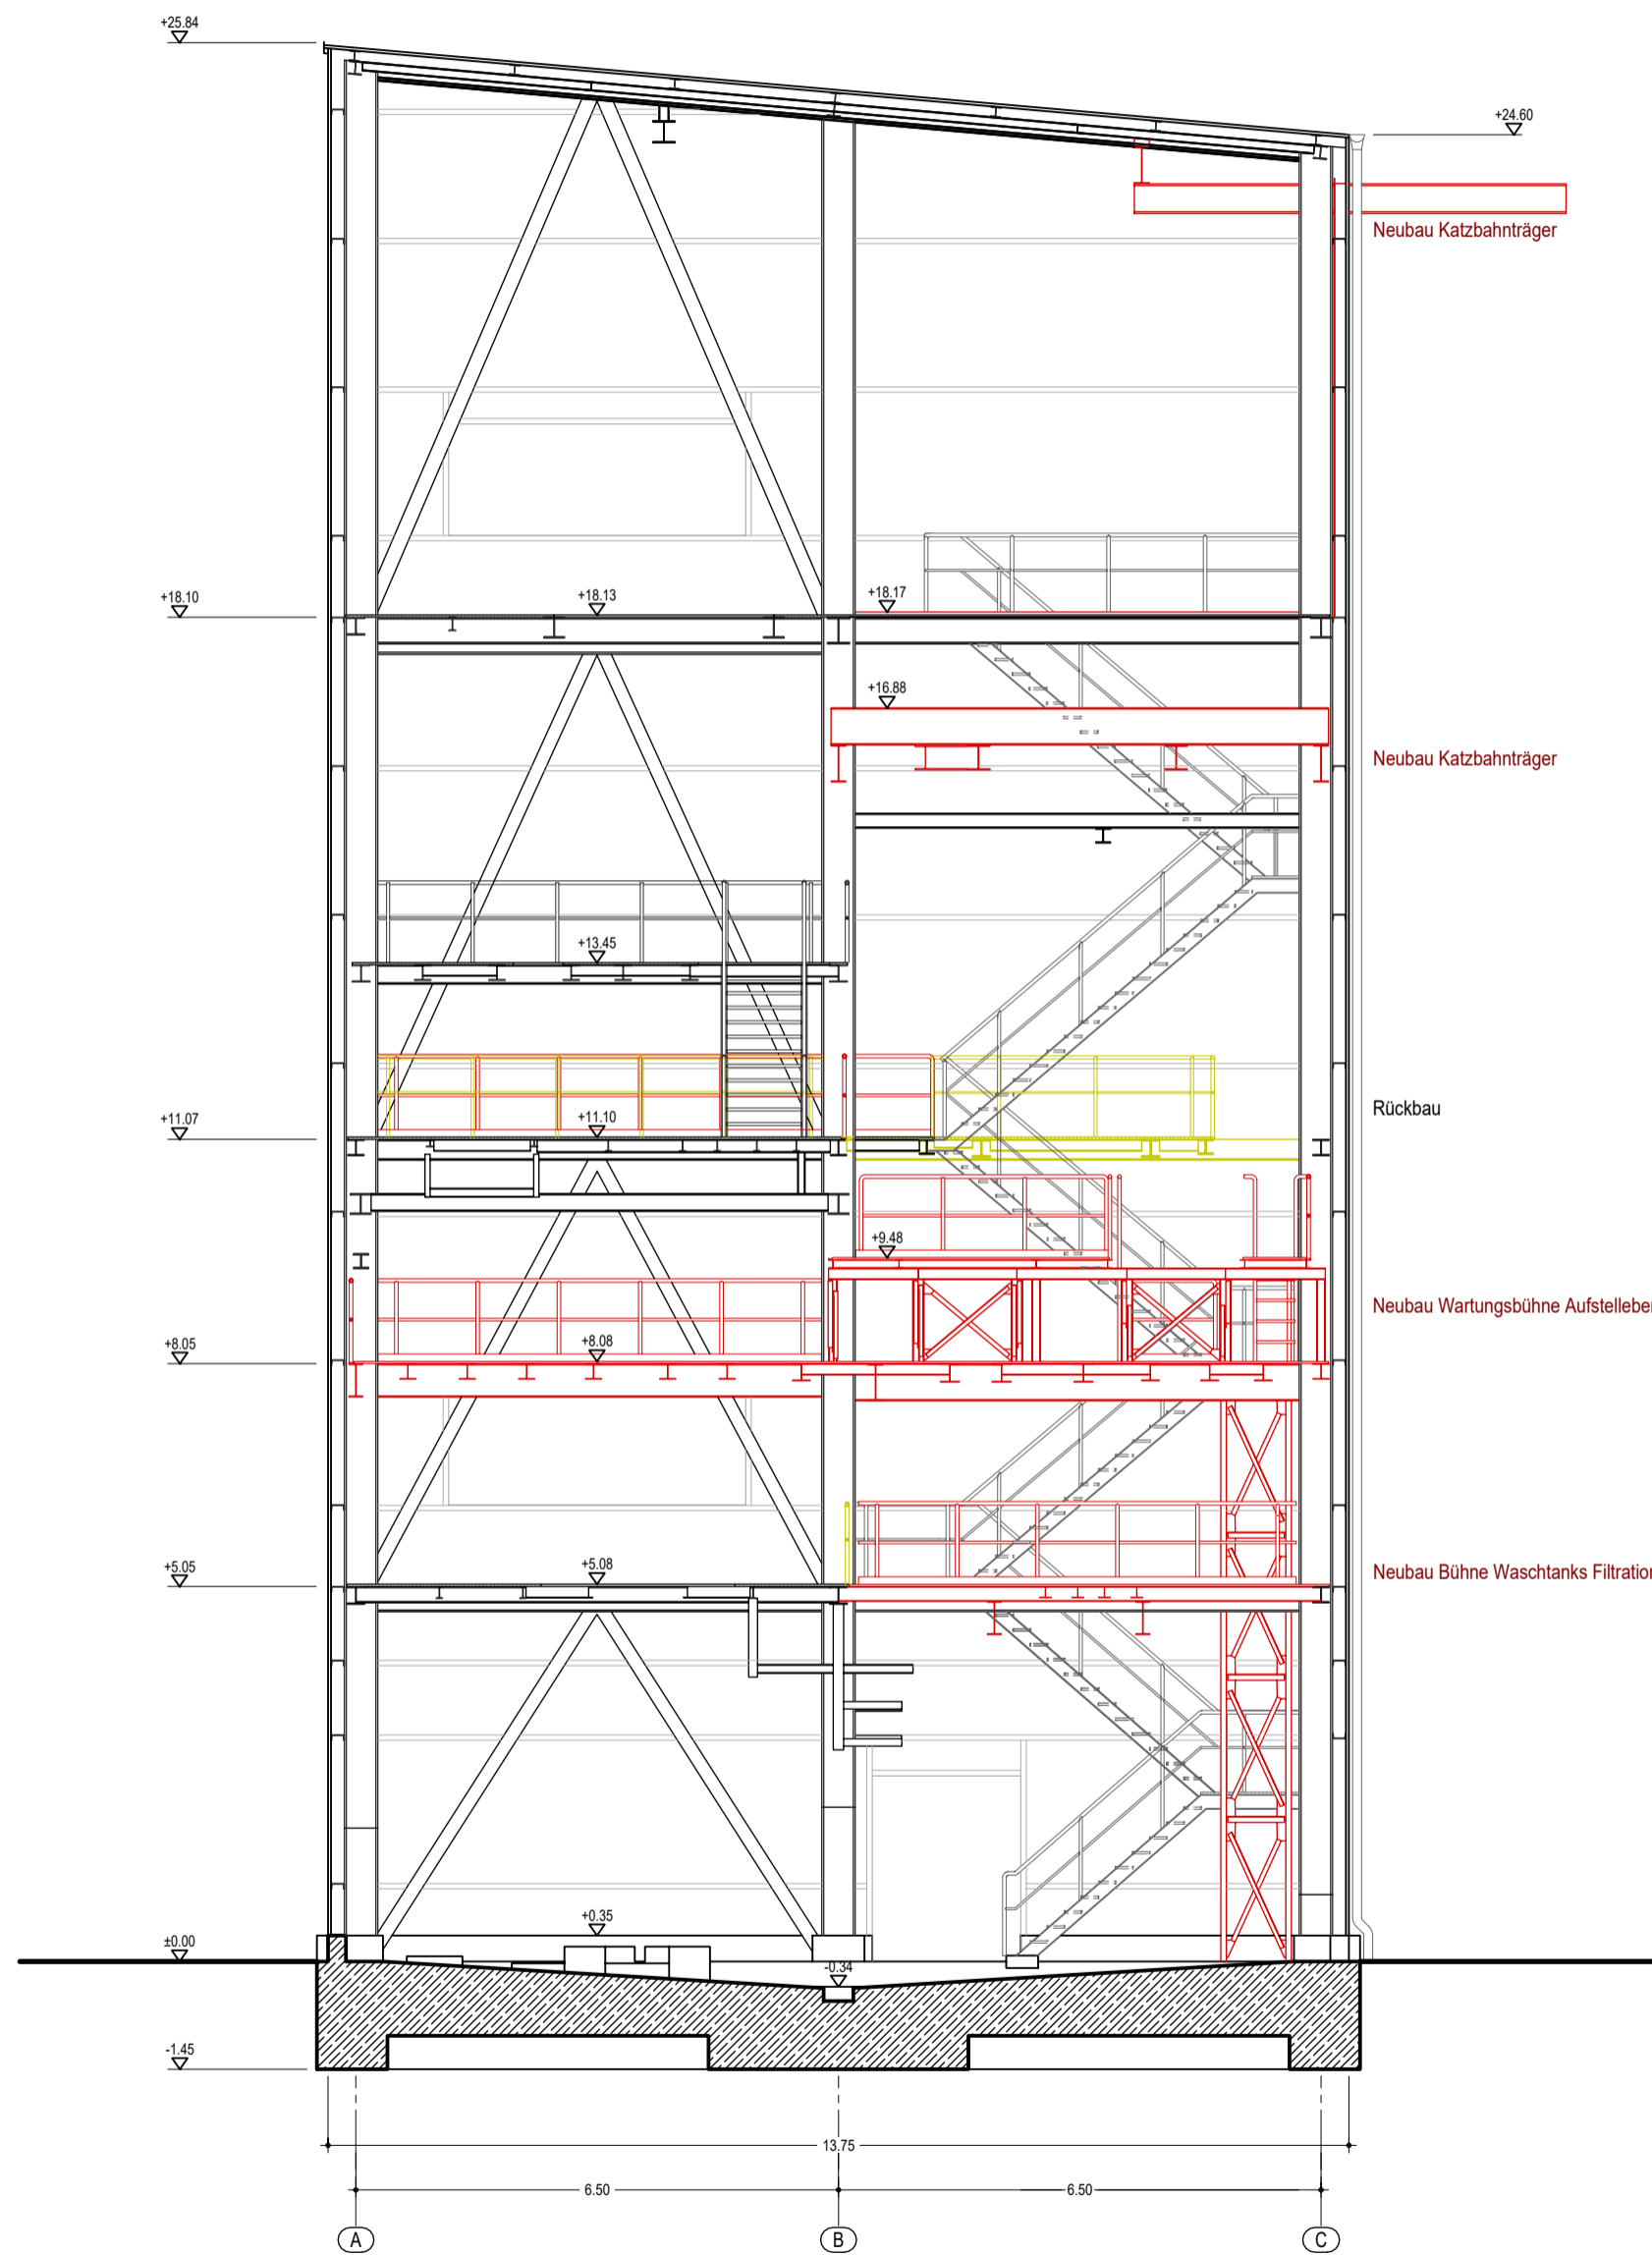 +25.84
+24.60
Neubau Katzbahnträger
+18.10
+18.13
+18.17
+16.88
Neubau Katzbahnträger
+13.45
+11.07
+11.10
Rückbau
+9.48
Neubau Wartungsbühne Aufstelleber
+8.05
+8.08
+5.05
+5.08
Neubau Bühne Waschtanks Filtration
+0.35
±0.00
-0.34
-1.45
13.75
6.50
6.50
A
B
C